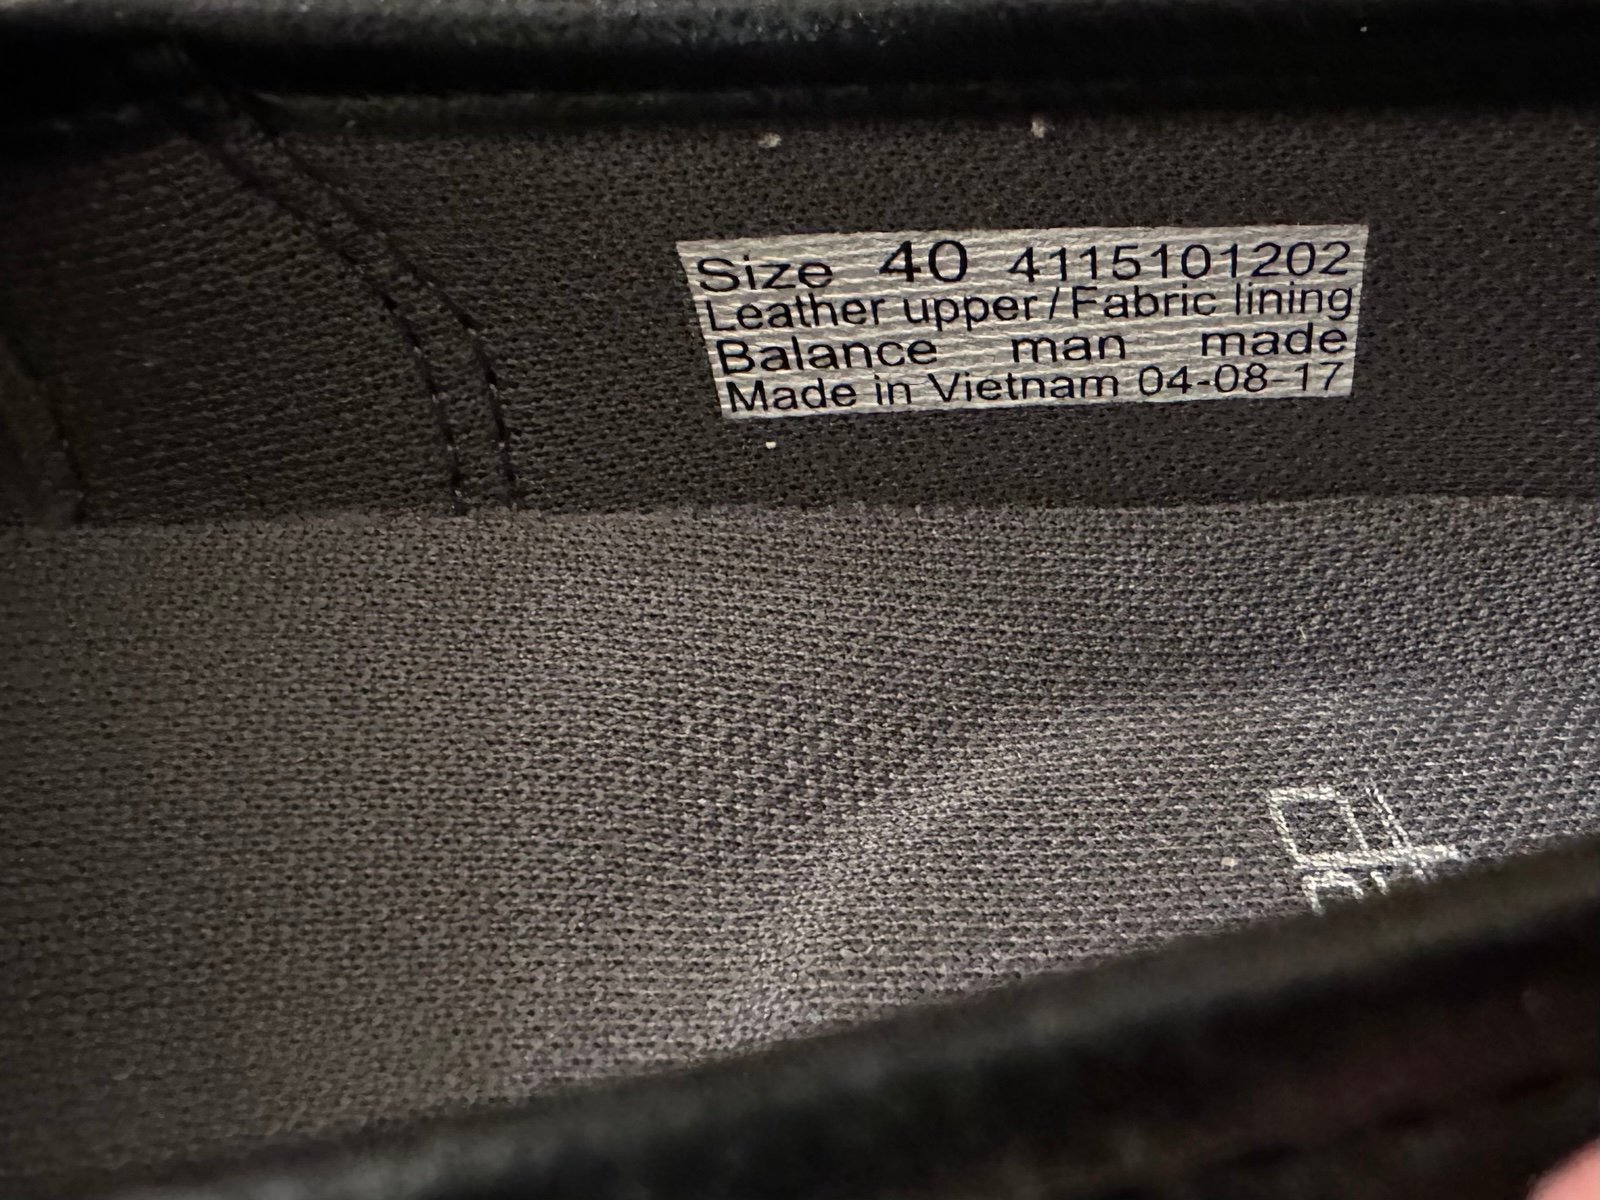 Size 40 4115101202
Leather upper/Fabric lining
Balance man made
Made in Vietnam 04-08-17